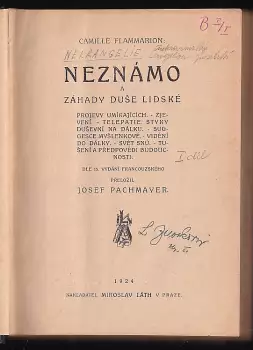 CAMILLE FLAMMARION:
B I/I
NEZNÁMO
A
ZÁHADY DUŠE LIDSKÉ
PROJEVY UMÍRAJÍCÍCH. - ZJE-
VENÍ - TELEPATIE STYKY
DUŠEVNÍ NA DÁLKU. - SUG-
GESCE MYŠLENKOVÉ. - VIDĚNÍ
DO DÁLKY. - SVĚT SNŮ. - TU-
ŠENÍ A PŘEDPOVĚDI BUDOUC-
NOSTI.
I díl
DLE 15. VYDÁNÍ FRANCOUZSKÉHO
PŘELOŽIL
JOSEF PACHMAYER.
1924
NAKLADATEL MIROSLAV LÁTH V PRAZE.